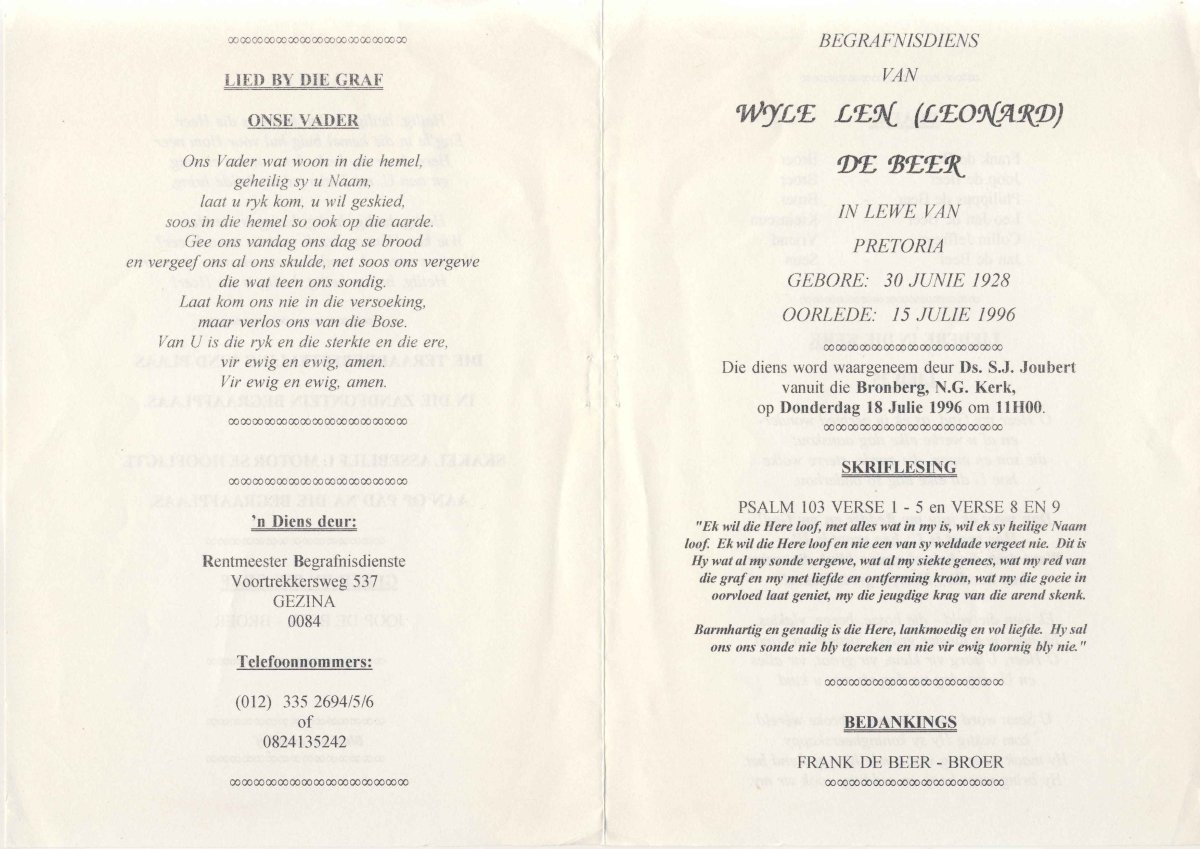 ∞∞∞∞∞∞∞∞∞∞∞∞∞∞∞
LIED BY DIE GRAF
ONSE VADER
Ons Vader wat woon in die hemel,
geheilig sy u Naam,
laat u ryk kom, u wil geskied,
soos in die hemel so ook op die aarde.
Gee ons vandag ons dag se brood
en vergeef ons al ons skulde, net soos ons vergewe
die wat teen ons sondig.
Laat kom ons nie in die versoeking,
maar verlos ons van die Bose.
Van U is die ryk en die sterkte en die ere,
vir ewig en ewig, amen.
Vir ewig en ewig, amen.
∞∞∞∞∞∞∞∞∞∞∞∞∞∞∞
∞∞∞∞∞∞∞∞∞∞∞∞∞∞∞
'n Diens deur:
Rentmeester Begrafnisdienste
Voortrekkersweg 537
GEZINA
0084
Telefoonnommers:
(012) 335 2694/5/6
of
0824135242
∞∞∞∞∞∞∞∞∞∞∞∞∞∞∞
BEGRAFNISDIENS
VAN
WYLE LEN (LEONARD)
DE BEER
IN LEWE VAN
PRETORIA
GEBORE: 30 JUNIE 1928
OORLEDE: 15 JULIE 1996
∞∞∞∞∞∞∞∞∞∞∞∞∞∞∞
Die diens word waargeneem deur Ds. S.J. Joubert
vanuit die Bronberg, N.G. Kerk,
op Donderdag 18 Julie 1996 om 11H00.
∞∞∞∞∞∞∞∞∞∞∞∞∞∞∞
SKRIFLESING
PSALM 103 VERSE 1 - 5 en VERSE 8 EN 9
"Ek wil die Here loof, met alles wat in my is, wil ek sy heilige Naam
loof. Ek wil die Here loof en nie een van sy weldade vergeet nie. Dit is
Hy wat al my sonde vergewe, wat al my siekte genees, wat my red van
die graf en my met liefde en ontferming kroon, wat my die goeie in
oorvloed laat geniet, my die jeugdige krag van die arend skenk.
Barmhartig en genadig is die Here, lankmoedig en vol liefde. Hy sal
ons ons sonde nie bly toereken en nie vir ewig toornig bly nie."
∞∞∞∞∞∞∞∞∞∞∞∞∞∞∞
BEDANKINGS
FRANK DE BEER - BROER
∞∞∞∞∞∞∞∞∞∞∞∞∞∞∞